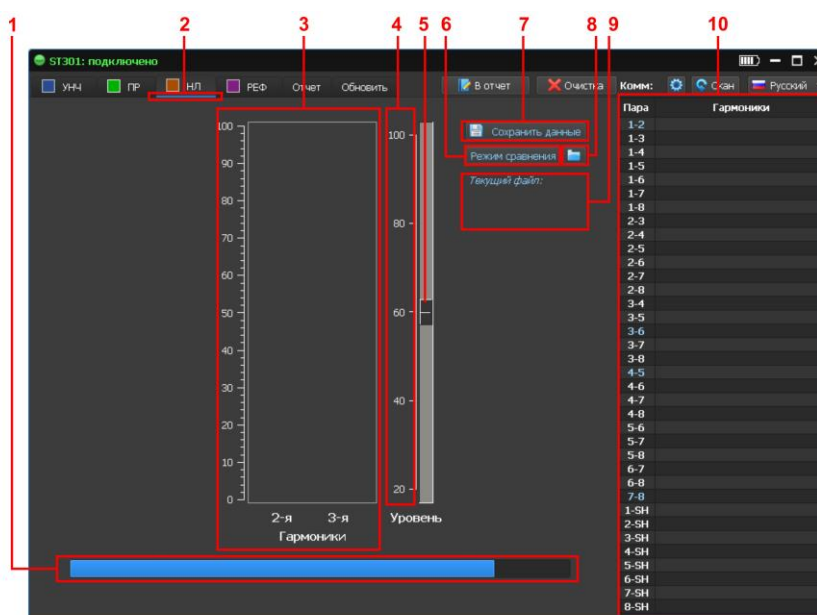 1 2 3 4 5 6 7 8 9 10
ST301: подключено
УНЧ ПР НЛ РЕФ Отчет Обновить В отчет Очистка Комм: Скан Русский
Пара Гармоники
100
90
80
70
60
50
40
30
20
10
0
2-я 3-я
Гармоники
100
80
60
40
20
Уровень
Сохранить данные
Режим сравнения
Текущий файл:
1-2
1-3
1-4
1-5
1-6
1-7
1-8
2-3
2-4
2-5
2-6
2-7
2-8
3-4
3-5
3-6
3-7
3-8
4-5
4-6
4-7
4-8
5-6
5-7
5-8
6-7
6-8
7-8
1-SH
2-SH
3-SH
4-SH
5-SH
6-SH
7-SH
8-SH